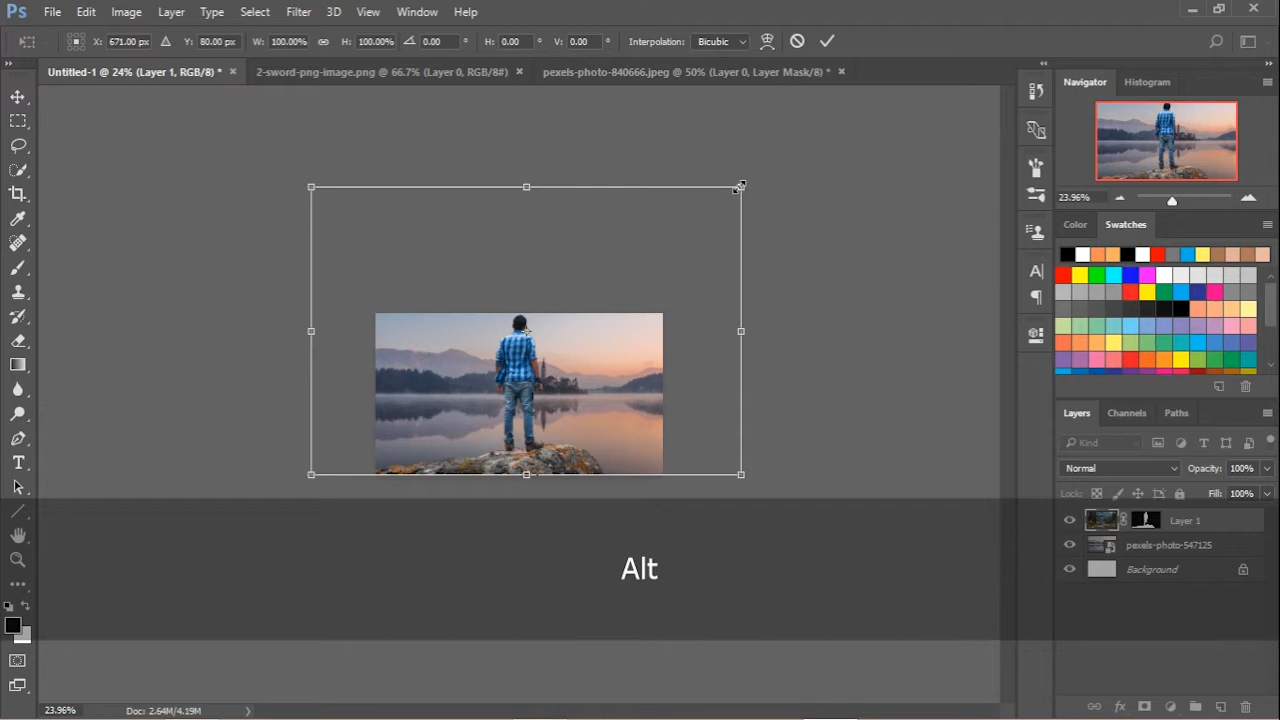 Ps File Edit Image Layer Type Select Filter 3D View Window Help
X: 671.00 px Y: 80.00 px W: 100.00% H: 100.00% 0.00 ° H: 0.00 ° V: 0.00 ° Interpolation: Bicubic
Untitled-1 @ 24% (Layer 1, RGB/8) * × 2-sword-png-image.png @ 66.7% (Layer 0, RGB/8#) × pexels-photo-840666.jpeg @ 50% (Layer 0, Layer Mask/8) * ×
Navigator Histogram
23.96%
Color Swatches
Layers Channels Paths
Kind
Normal Opacity: 100%
Lock: Fill: 100%
Layer 1
pexels-photo-547125
Background
Alt
23.96% Doc: 2.64M/4.19M